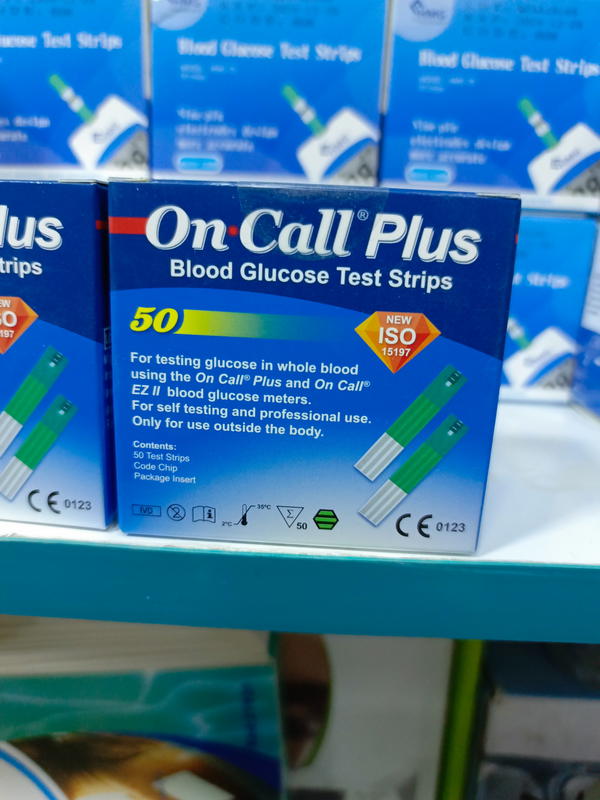 Blood Glucose Test Strips
Blood Glucose Test Strips
lus
trips
NEW
SO
197
CE 0123
On·Call® Plus
Blood Glucose Test Strips
50
NEW
ISO
15197
For testing glucose in whole blood
using the On Call® Plus and On Call®
EZ II blood glucose meters.
For self testing and professional use.
Only for use outside the body.
Contents:
50 Test Strips
Code Chip
Package Insert
IVD
2
i
2°C
35°C
Σ
50
CE 0123